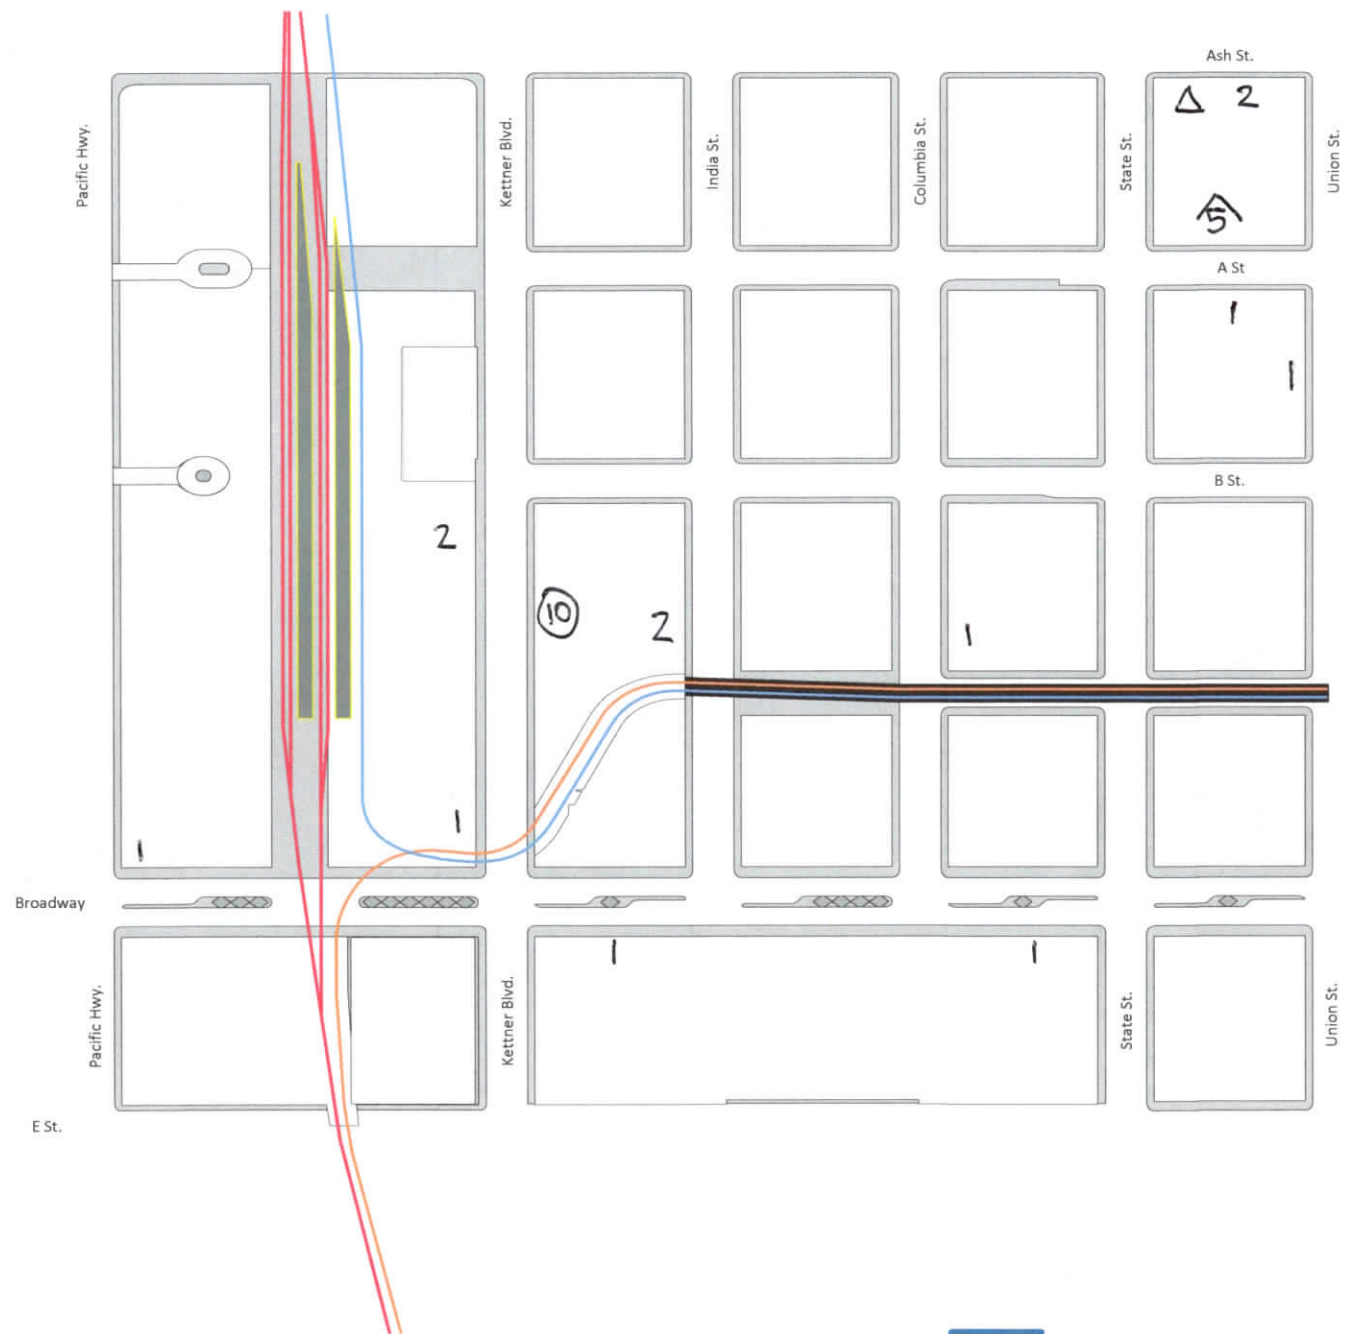 Ash St.
Pacific Hwy.
Kettner Blvd.
India St.
Columbia St.
State St.
Union St.
2
5
A St
1
1
B St.
2
10
2
1
1
1
Broadway
1
1
Pacific Hwy.
Kettner Blvd.
State St.
Union St.
E St.